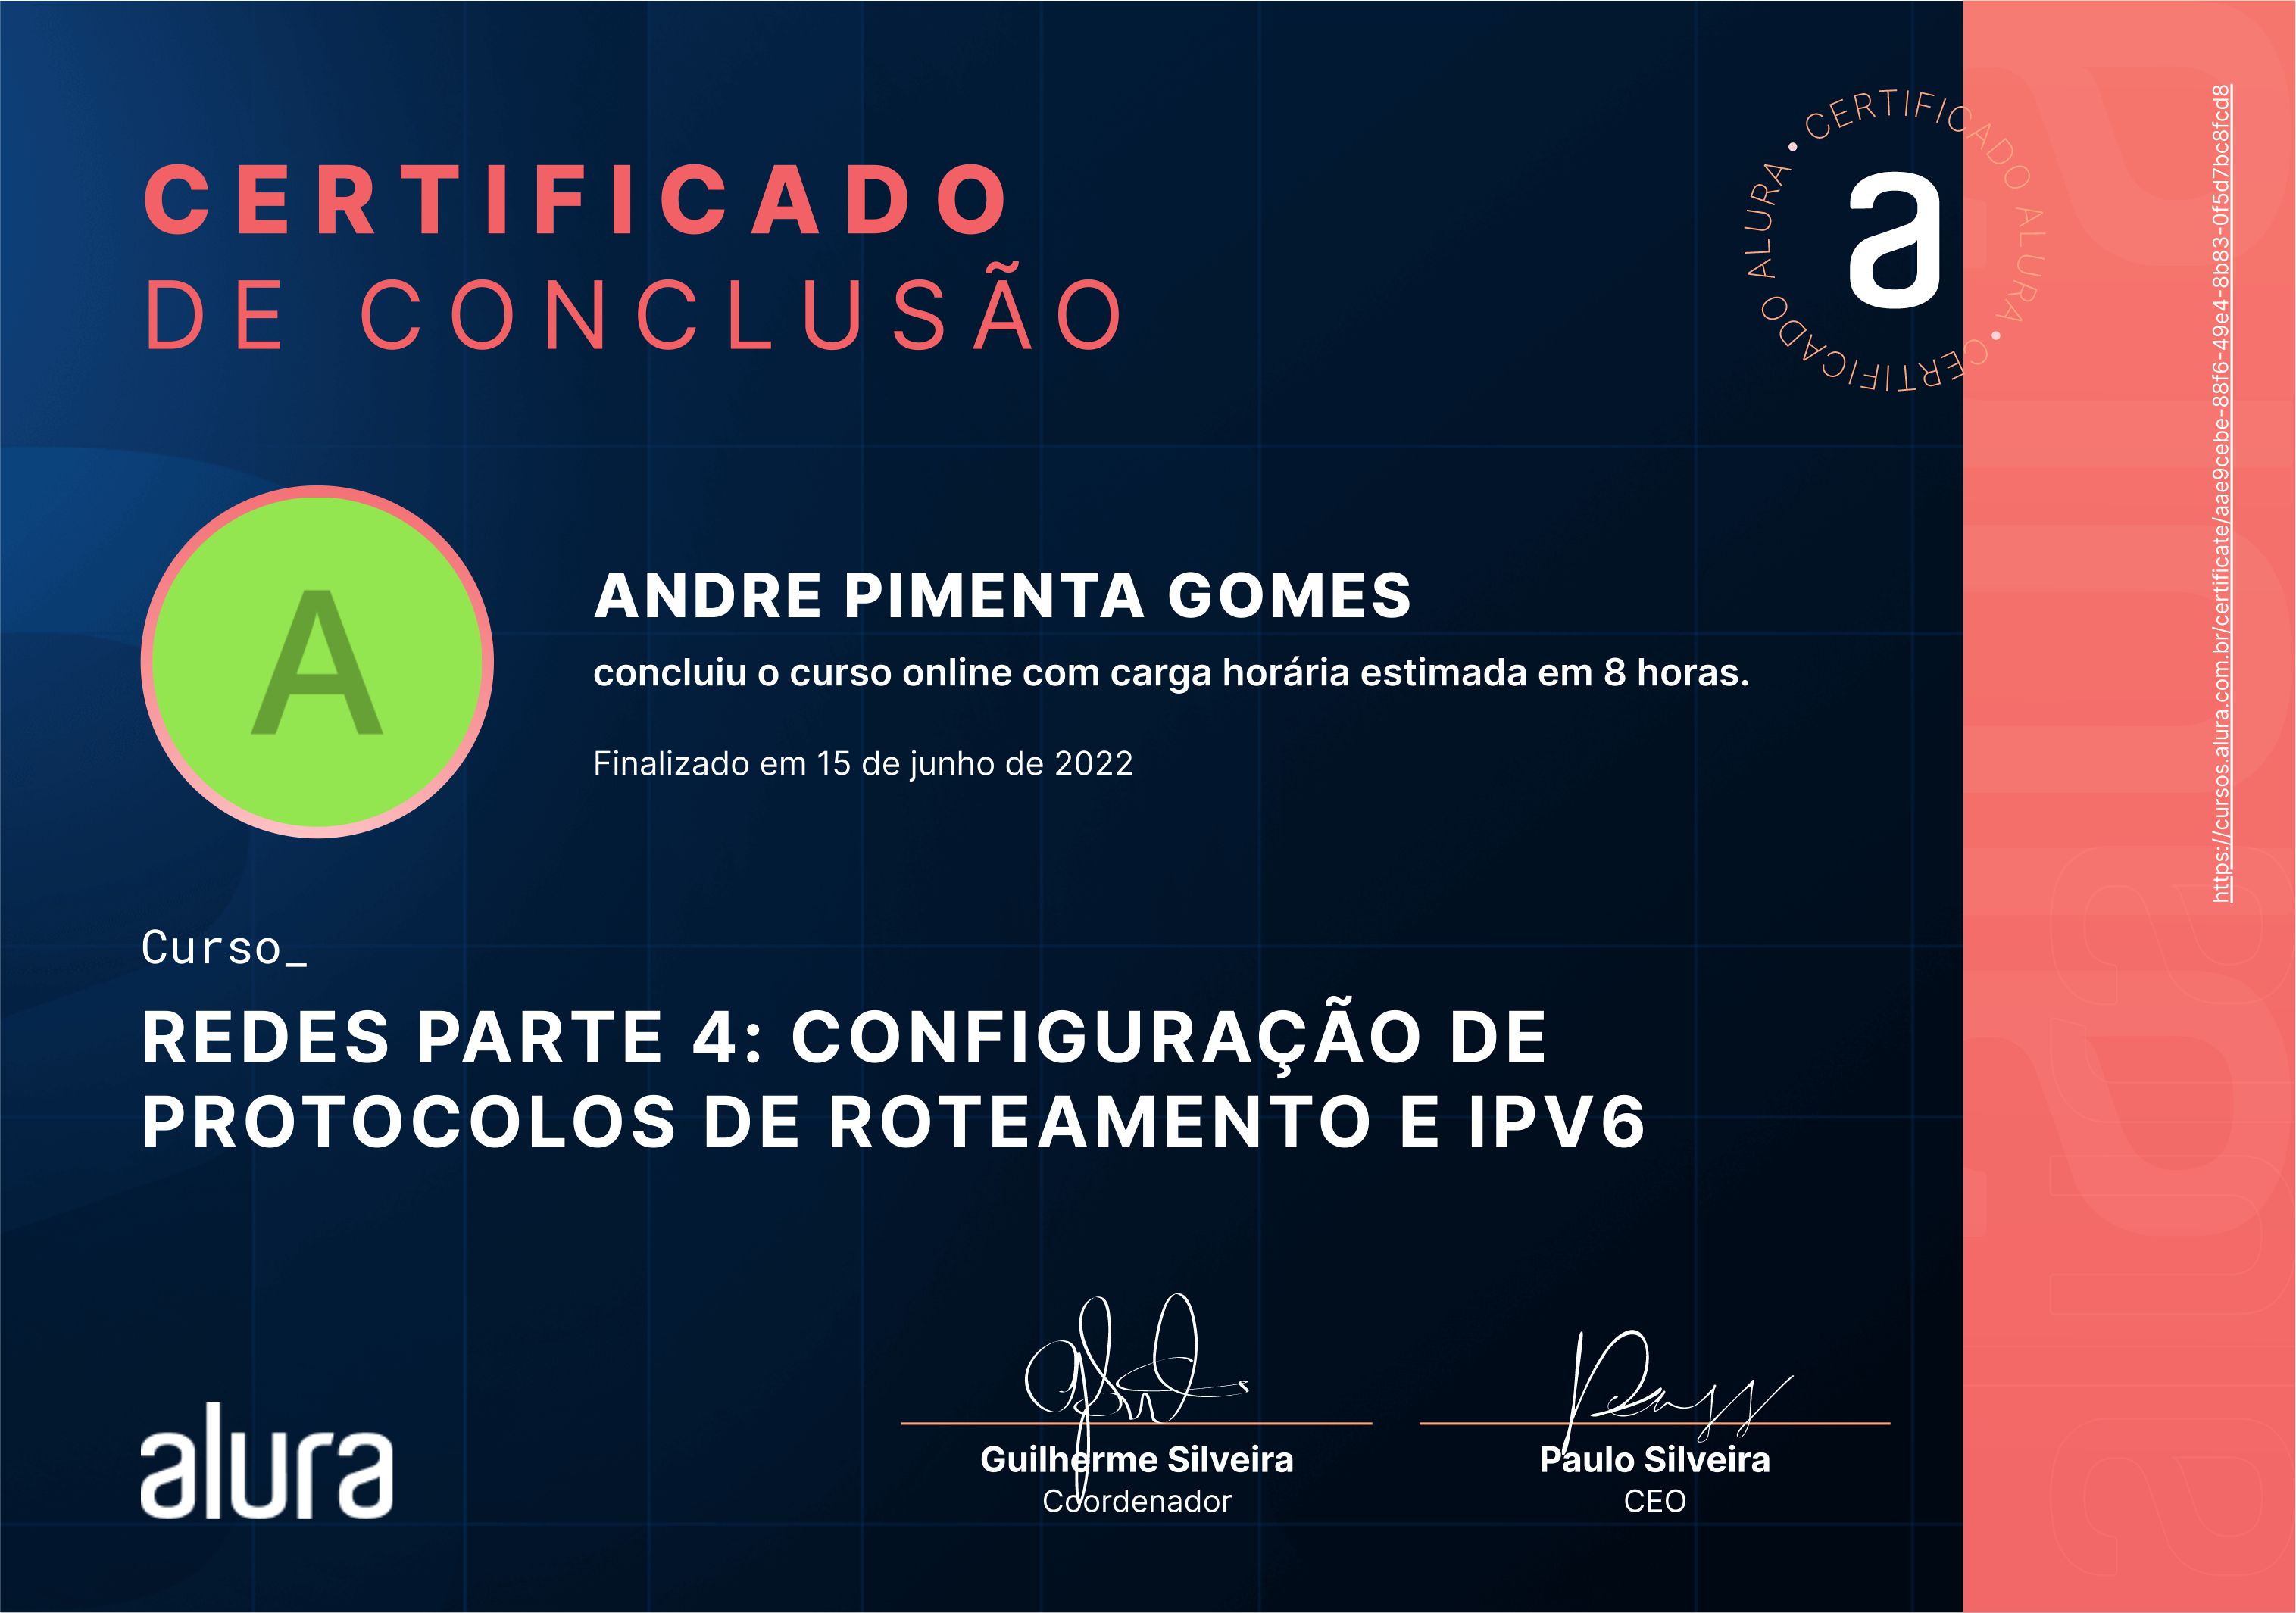 CERTIFICADO
DE CONCLUSÃO
CERTIFICADO ALURA • CERTIFICADO ALURA •
a
https://cursos.alura.com.br/certificate/aae9cebe-88f6-49e4-8b83-0f5d7bc8fcd8
A
ANDRE PIMENTA GOMES
concluiu o curso online com carga horária estimada em 8 horas.
Finalizado em 15 de junho de 2022
Curso_
REDES PARTE 4: CONFIGURAÇÃO DE
PROTOCOLOS DE ROTEAMENTO E IPV6
alura
Guilherme Silveira
Coordenador
Paulo Silveira
CEO